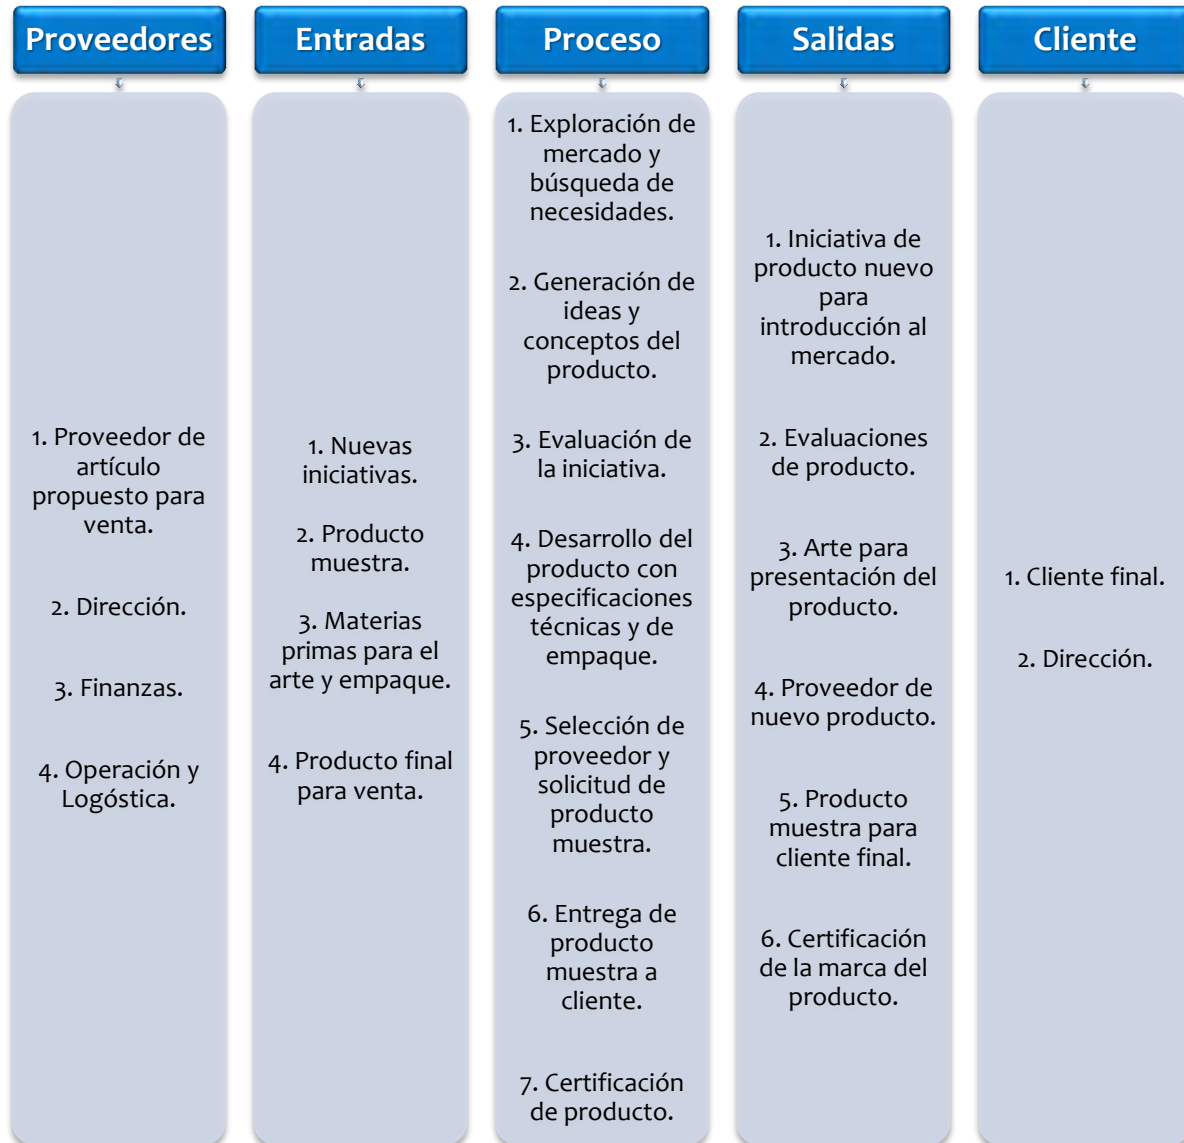 Proveedores
1. Proveedor de
artículo
propuesto para
venta.
2. Dirección.
3. Finanzas.
4. Operación y
Logóstica.
Entradas
1. Nuevas
iniciativas.
2. Producto
muestra.
3. Materias
primas para el
arte y empaque.
4. Producto final
para venta.
Proceso
1. Exploración de
mercado y
búsqueda de
necesidades.
2. Generación de
ideas y
conceptos del
producto.
3. Evaluación de
la iniciativa.
4. Desarrollo del
producto con
especificaciones
técnicas y de
empaque.
5. Selección de
proveedor y
solicitud de
producto
muestra.
6. Entrega de
producto
muestra a
cliente.
7. Certificación
de producto.
Salidas
1. Iniciativa de
producto nuevo
para
introducción al
mercado.
2. Evaluaciones
de producto.
3. Arte para
presentación del
producto.
4. Proveedor de
nuevo producto.
5. Producto
muestra para
cliente final.
6. Certificación
de la marca del
producto.
Cliente
1. Cliente final.
2. Dirección.